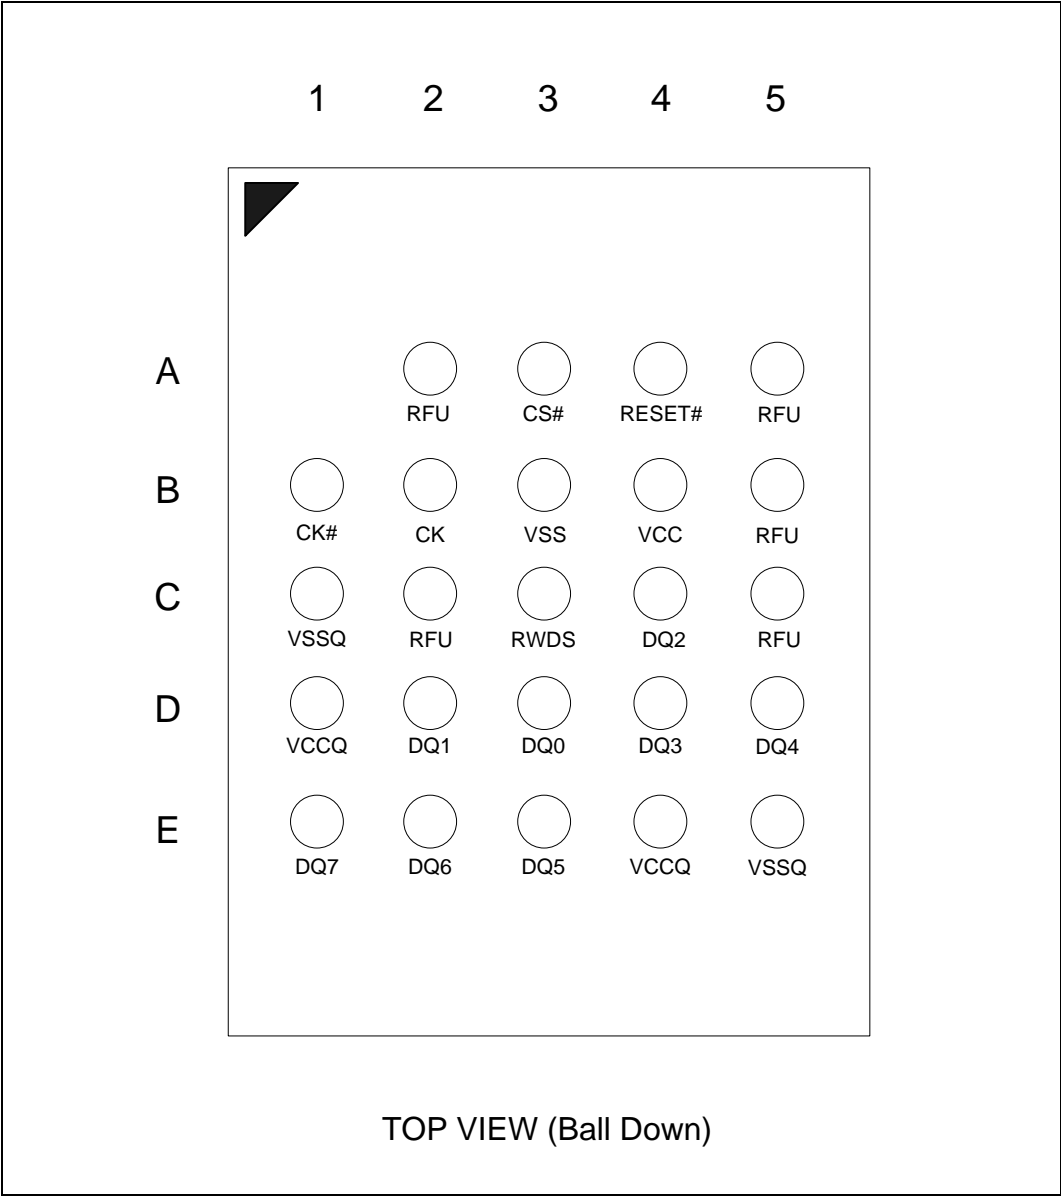 1 2 3 4 5
A
RFU CS# RESET# RFU
B
CK# CK VSS VCC RFU
C
VSSQ RFU RWDS DQ2 RFU
D
VCCQ DQ1 DQ0 DQ3 DQ4
E
DQ7 DQ6 DQ5 VCCQ VSSQ
TOP VIEW (Ball Down)